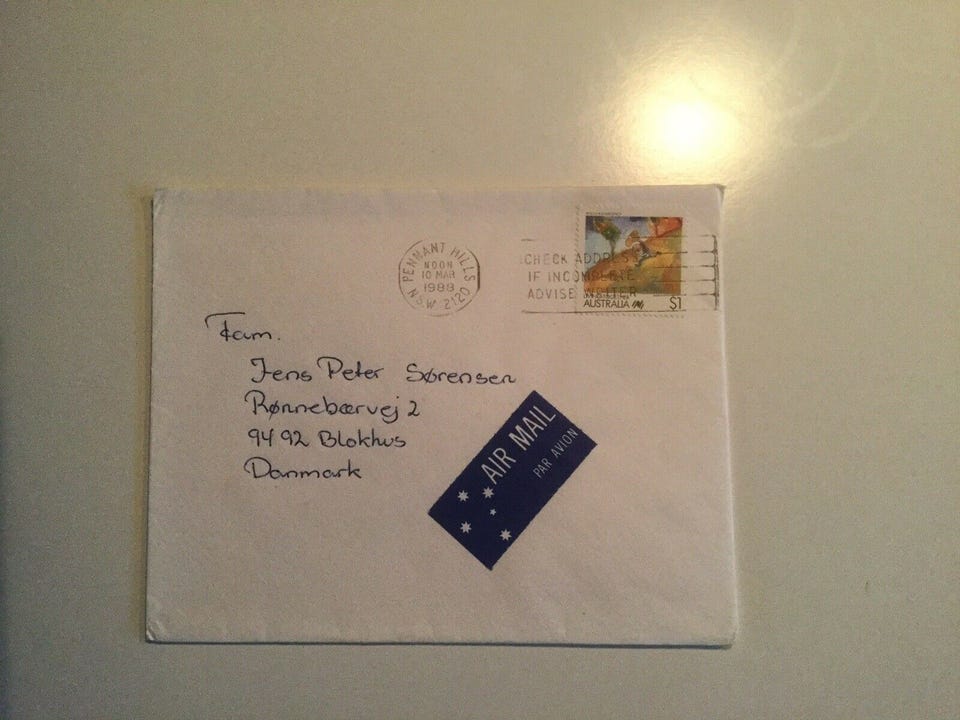 PENNANT HILLS
NOON
10 MAR
1988
N.S.W. 2120
CHECK ADDRESS
IF INCOMPLETE
ADVISE WRITER
AUSTRALIA $1
Fam.
Jens Peter Sørensen
Rønnebærvej 2
9492 Blokhus
Danmark
AIR MAIL
PAR AVION